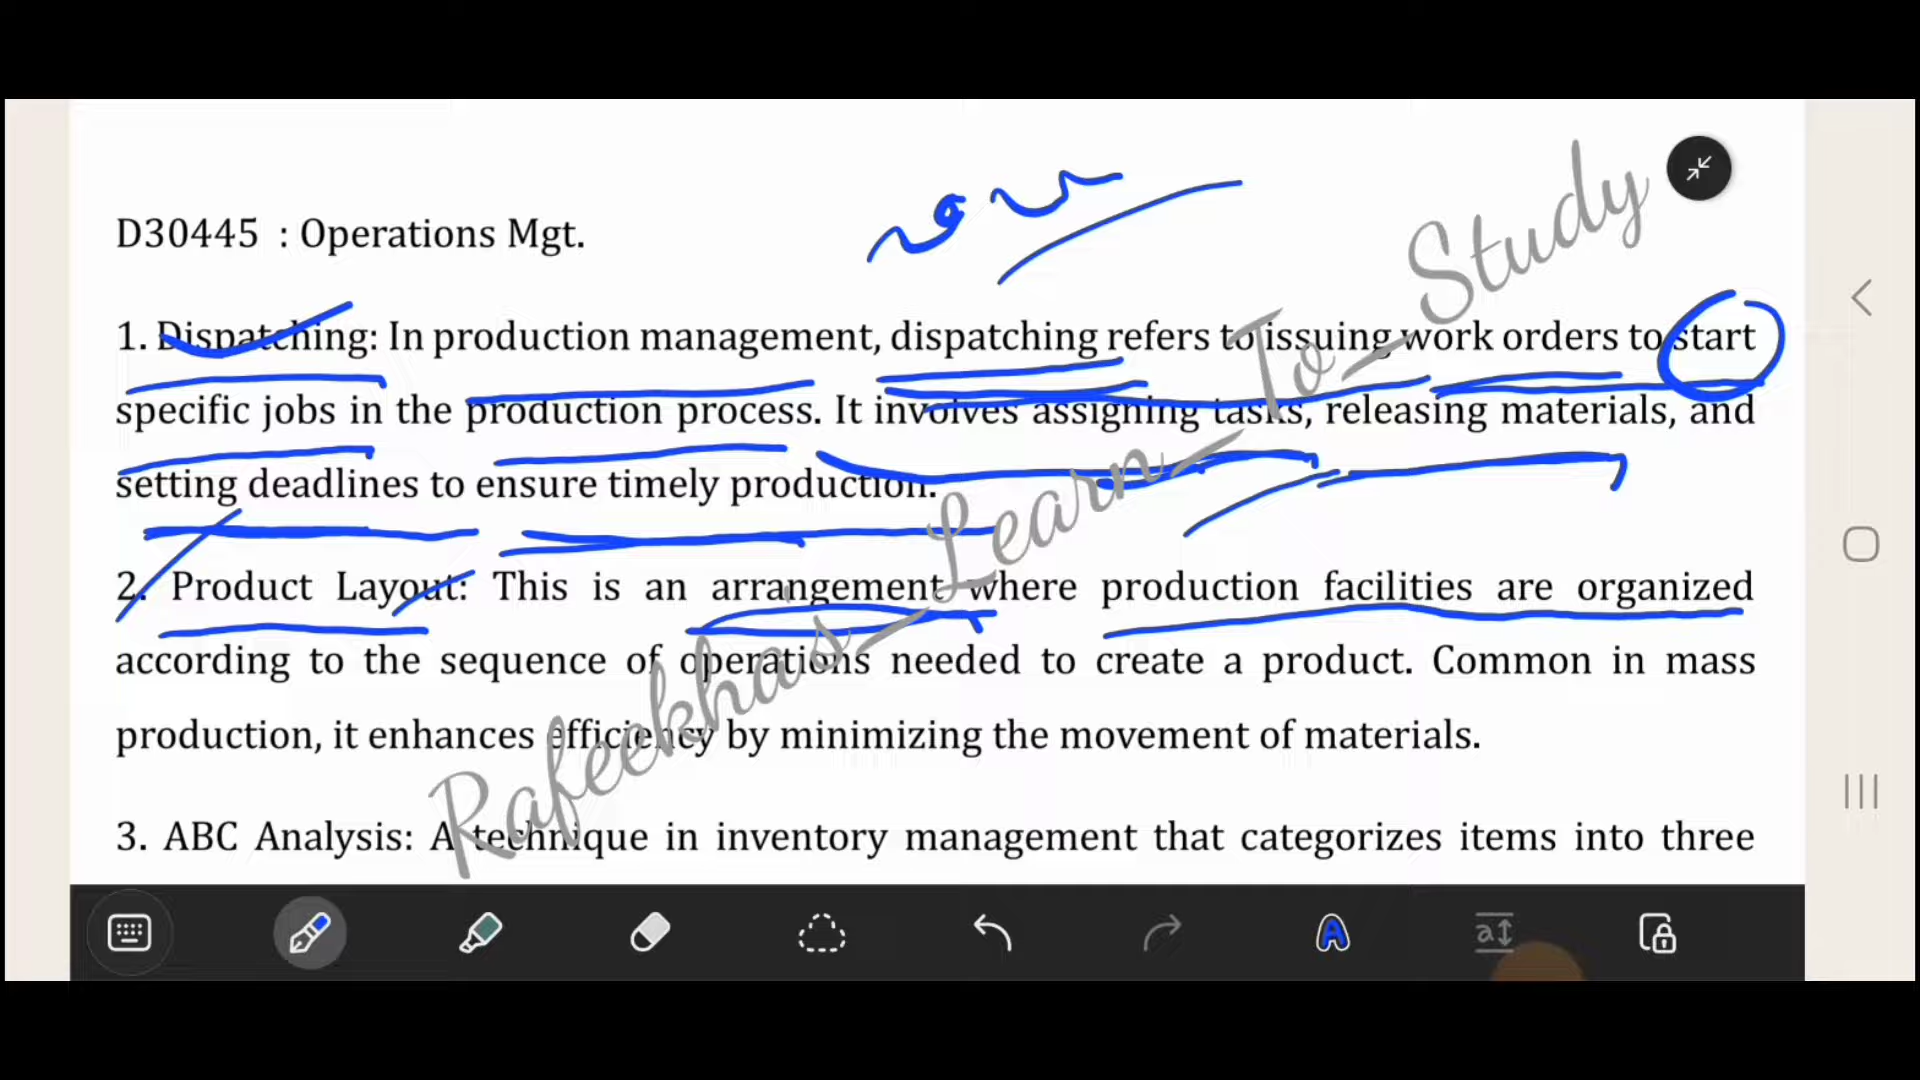 D30445 : Operations Mgt.
1. Dispatching: In production management, dispatching refers to issuing work orders to start
specific jobs in the production process. It involves assigning tasks, releasing materials, and
setting deadlines to ensure timely production.
2. Product Layout: This is an arrangement where production facilities are organized
according to the sequence of operations needed to create a product. Common in mass
production, it enhances efficiency by minimizing the movement of materials.
3. ABC Analysis: A technique in inventory management that categorizes items into three
Rafeekha's_Learn_To_Study